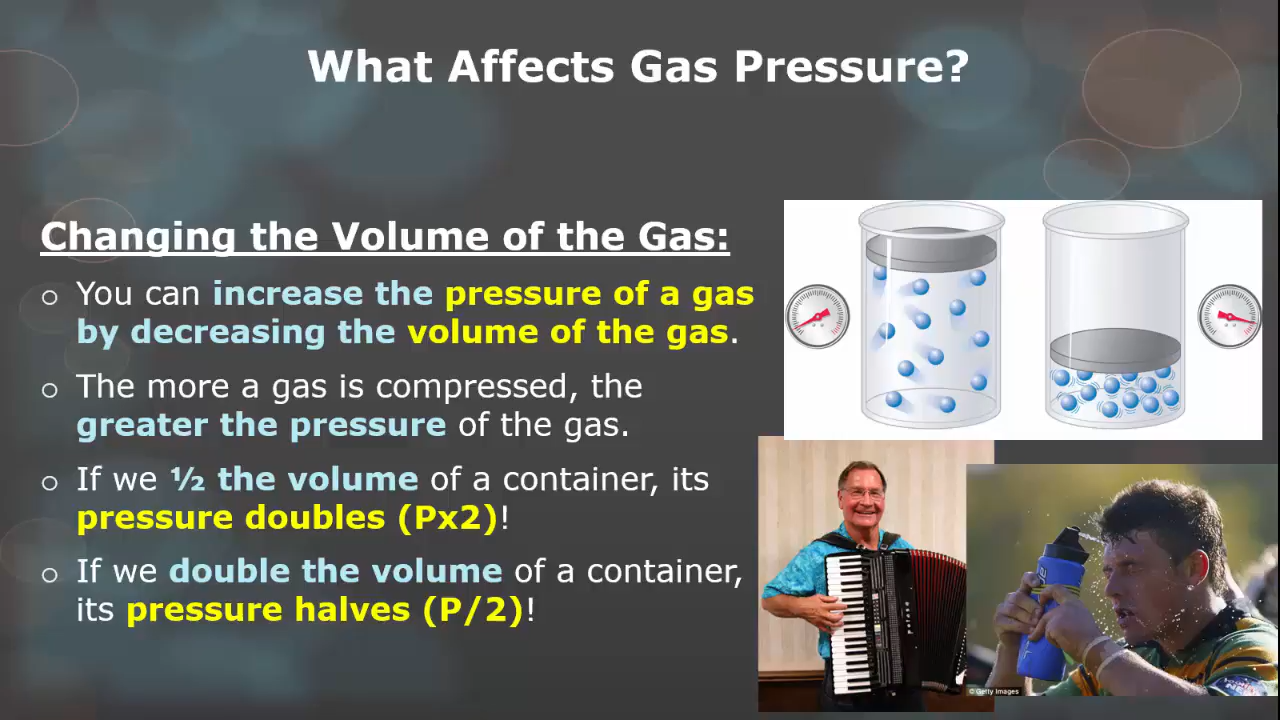 What Affects Gas Pressure?
Changing the Volume of the Gas:
o You can increase the pressure of a gas
by decreasing the volume of the gas.
o The more a gas is compressed, the
greater the pressure of the gas.
o If we ½ the volume of a container, its
pressure doubles (Px2)!
o If we double the volume of a container,
its pressure halves (P/2)!
© Getty Images